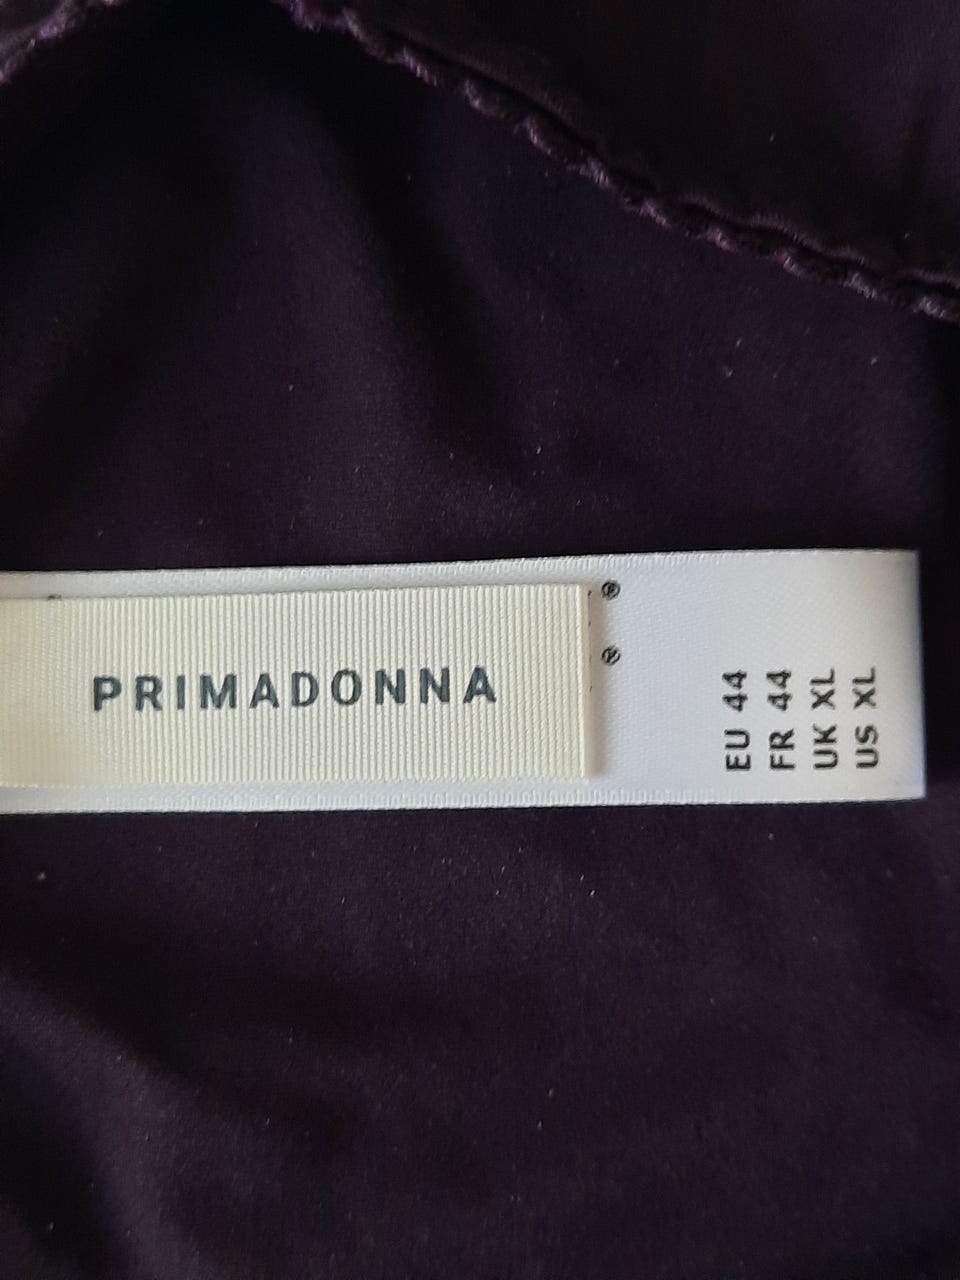 PRIMADONNA
®
®
EU 44
FR 44
UK XL
US XL